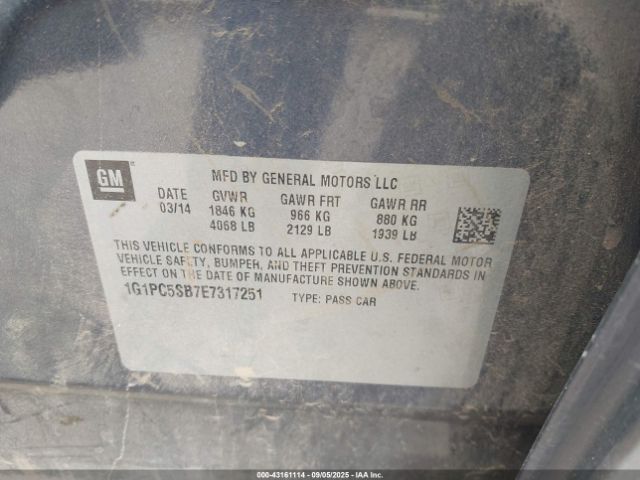 GM
MFD BY GENERAL MOTORS LLC
DATE GVWR GAWR FRT GAWR RR
03/14 1846 KG 966 KG 880 KG
4068 LB 2129 LB 1939 LB
THIS VEHICLE CONFORMS TO ALL APPLICABLE U.S. FEDERAL MOTOR
VEHICLE SAFETY, BUMPER, AND THEFT PREVENTION STANDARDS IN
EFFECT ON THE DATE OF MANUFACTURE SHOWN ABOVE.
1G1PC5SB7E7317251 TYPE: PASS CAR
000-43161114 - 09/05/2025 - IAA Inc. All Rights Reserved